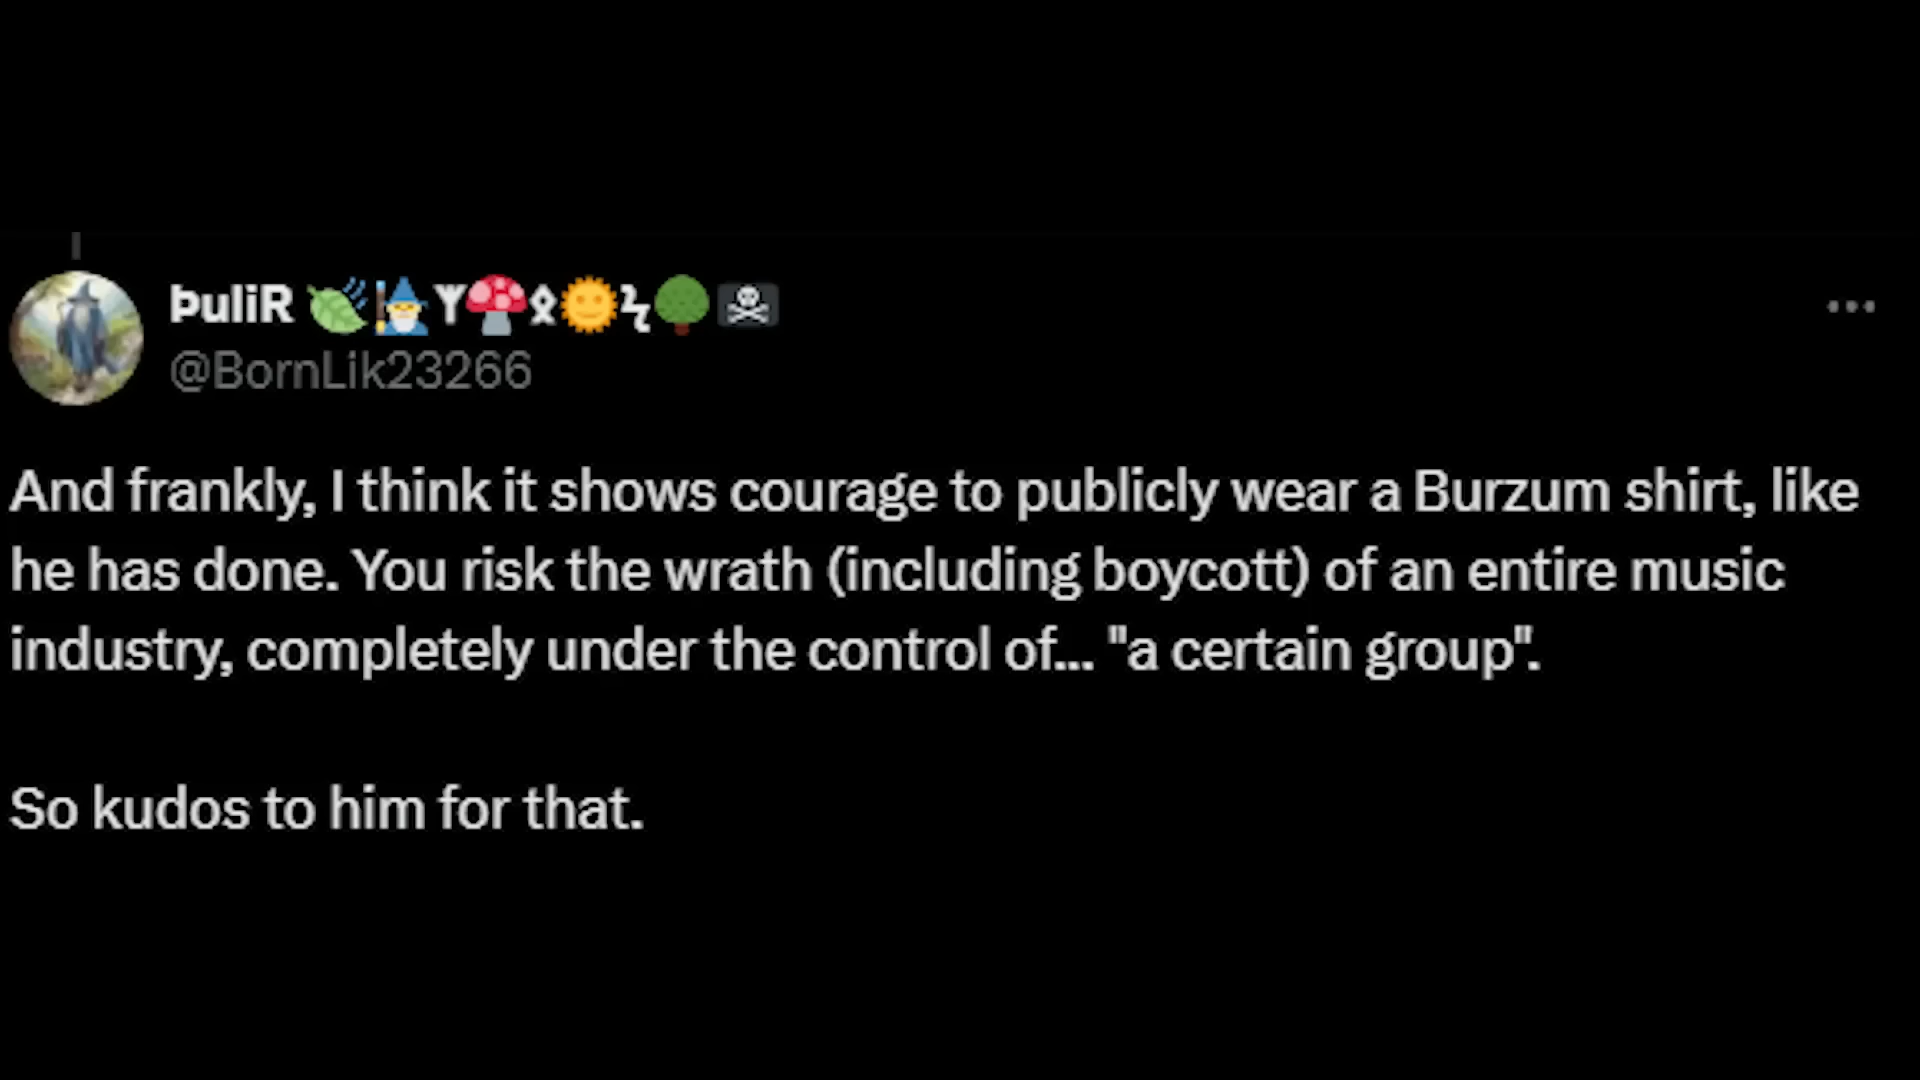 ÞuliR 🍃🧙‍♂️ᛉ🍄ᛟ🌞ϟ🌳☠
@BornLik23266
And frankly, I think it shows courage to publicly wear a Burzum shirt, like
he has done. You risk the wrath (including boycott) of an entire music
industry, completely under the control of... "a certain group".
So kudos to him for that.